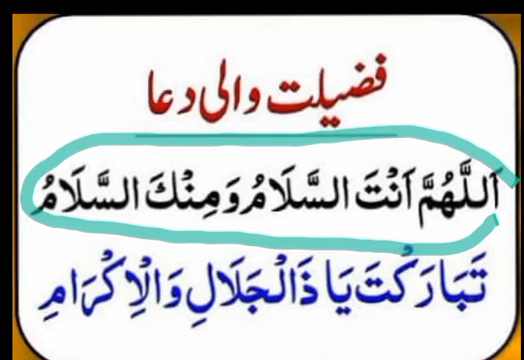 فضیلت والی دعا
اَللَّهُمَّ اَنْتَ السَّلَامُ وَمِنْكَ السَّلَامُ
تَبَارَكْتَ يَا ذَالْجَلَالِ وَالْاِكْرَامِ